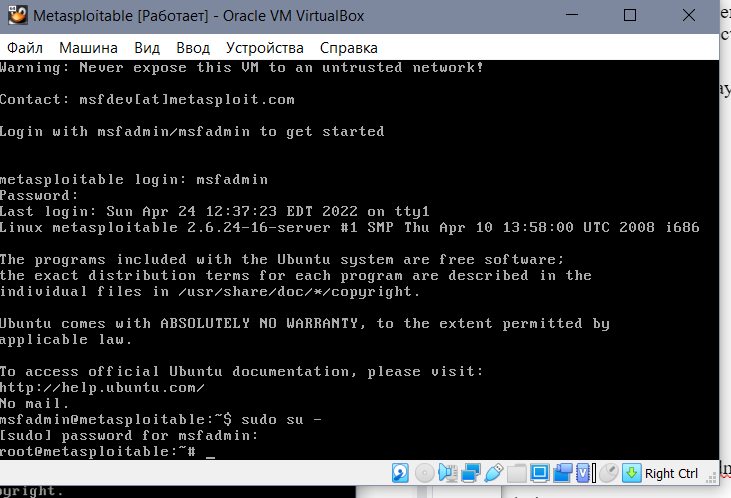 Metasploitable [Работает] - Oracle VM VirtualBox
Файл Машина Вид Ввод Устройства Справка
Warning: Never expose this VM to an untrusted network!
Contact: msfdev[at]metasploit.com
Login with msfadmin/msfadmin to get started
metasploitable login: msfadmin
Password:
Last login: Sun Apr 24 12:37:23 EDT 2022 on tty1
Linux metasploitable 2.6.24-16-server #1 SMP Thu Apr 10 13:58:00 UTC 2008 i686
The programs included with the Ubuntu system are free software;
the exact distribution terms for each program are described in the
individual files in /usr/share/doc/*/copyright.
Ubuntu comes with ABSOLUTELY NO WARRANTY, to the extent permitted by
applicable law.
To access official Ubuntu documentation, please visit:
http://help.ubuntu.com/
No mail.
msfadmin@metasploitable:~$ sudo su -
[sudo] password for msfadmin:
root@metasploitable:~# _
Right Ctrl